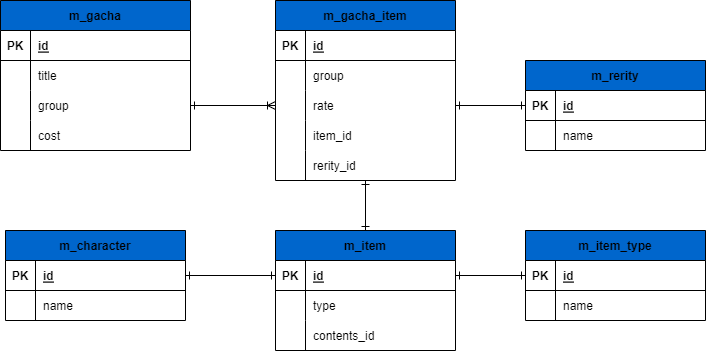 m_gacha
PK id
title
group
cost
m_gacha_item
PK id
group
rate
item_id
rerity_id
m_rerity
PK id
name
m_character
PK id
name
m_item
PK id
type
contents_id
m_item_type
PK id
name